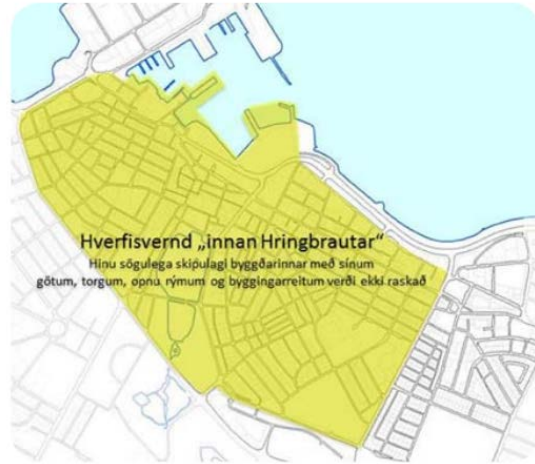 Hverfisvernd „innan Hringbrautar“
Hinu sögulega skipulagi byggðarinnar með sínum
götum, torgum, opnu rýmum og byggingarreitum verði ekki raskað